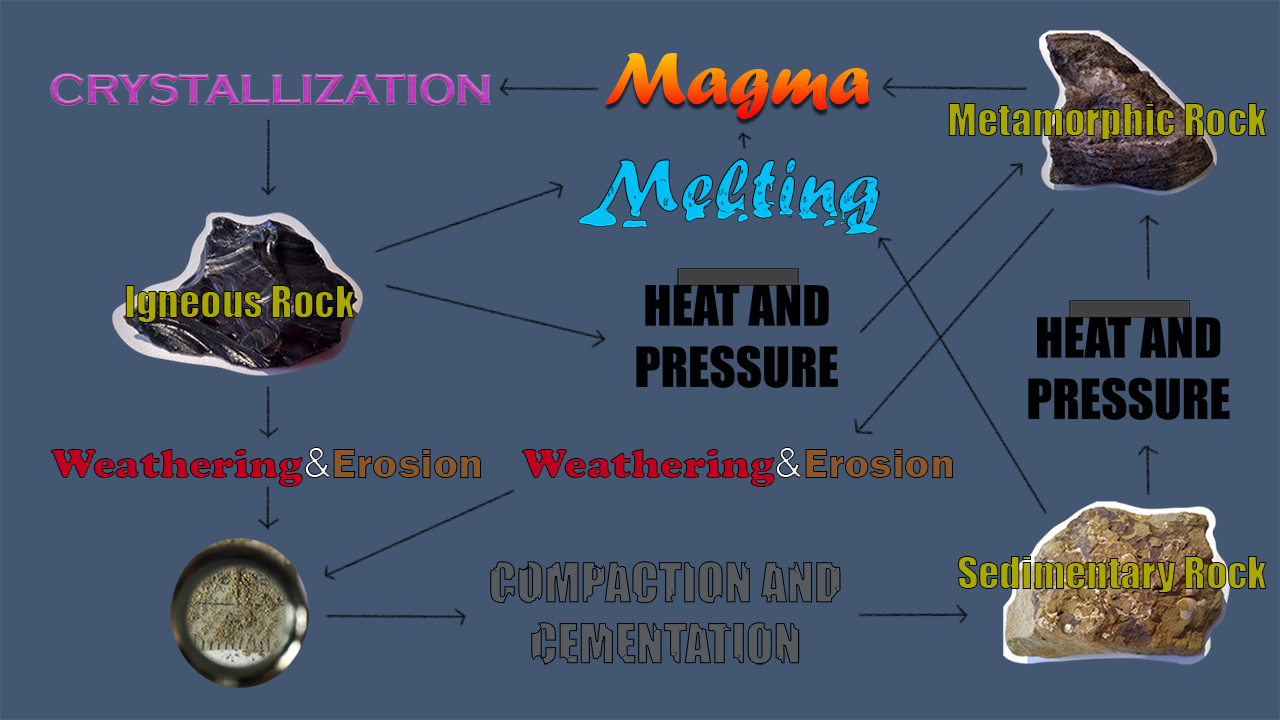 CRYSTALLIZATION
Magma
Metamorphic Rock
Melting
Igneous Rock
HEAT AND
PRESSURE
HEAT AND
PRESSURE
Weathering&Erosion
Weathering&Erosion
COMPACTION AND
CEMENTATION
Sedimentary Rock